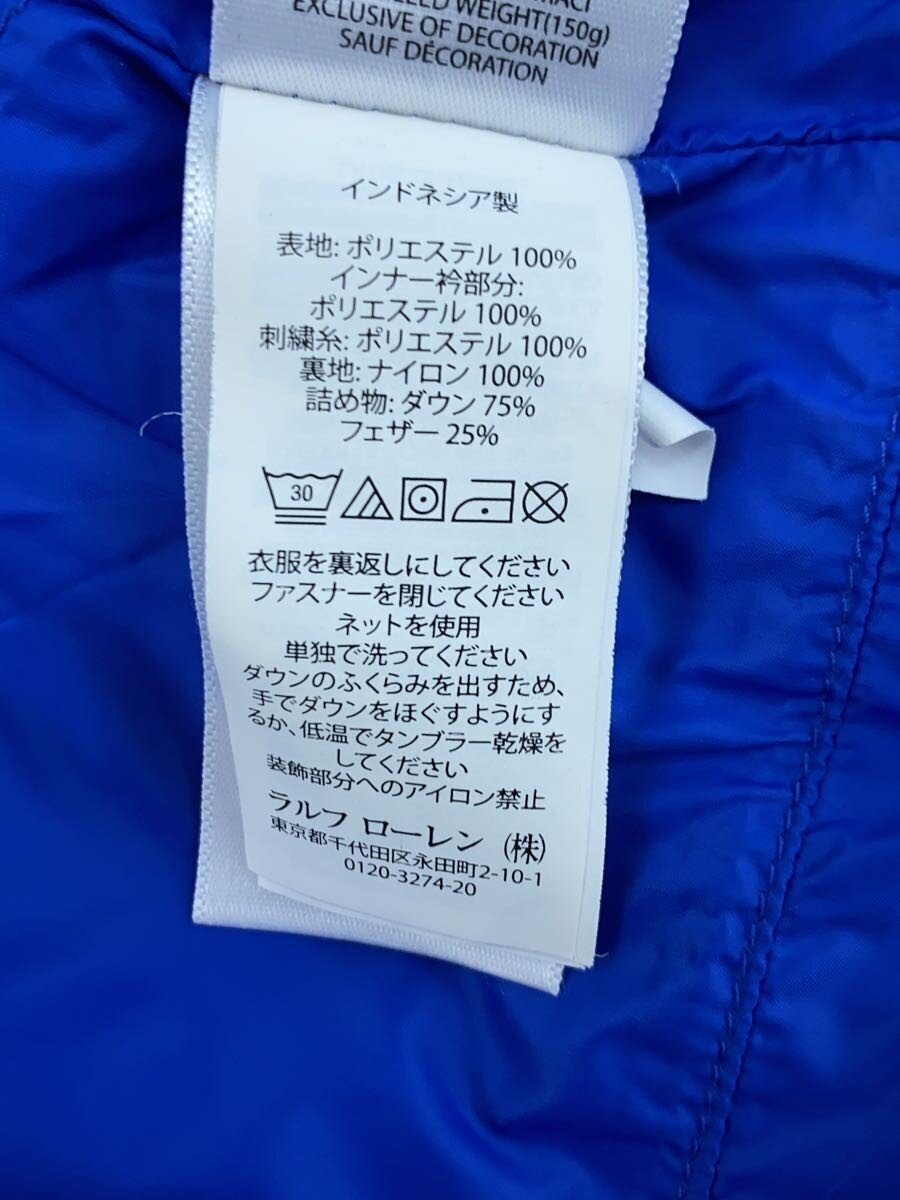 WEIGHT(150g)
EXCLUSIVE OF DECORATION
SAUF DÉCORATION
インドネシア製
表地: ポリエステル 100%
インナー衿部分:
ポリエステル 100%
刺繍糸: ポリエステル 100%
裏地: ナイロン 100%
詰め物: ダウン 75%
フェザー 25%
30
衣服を裏返しにしてください
ファスナーを閉じてください
ネットを使用
単独で洗ってください
ダウンのふくらみを出すため、
手でダウンをほぐすようにす
るか、低温でタンブラー乾燥を
してください
装飾部分へのアイロン禁止
ラルフ ローレン (株)
東京都千代田区永田町2-10-1
0120-3274-20